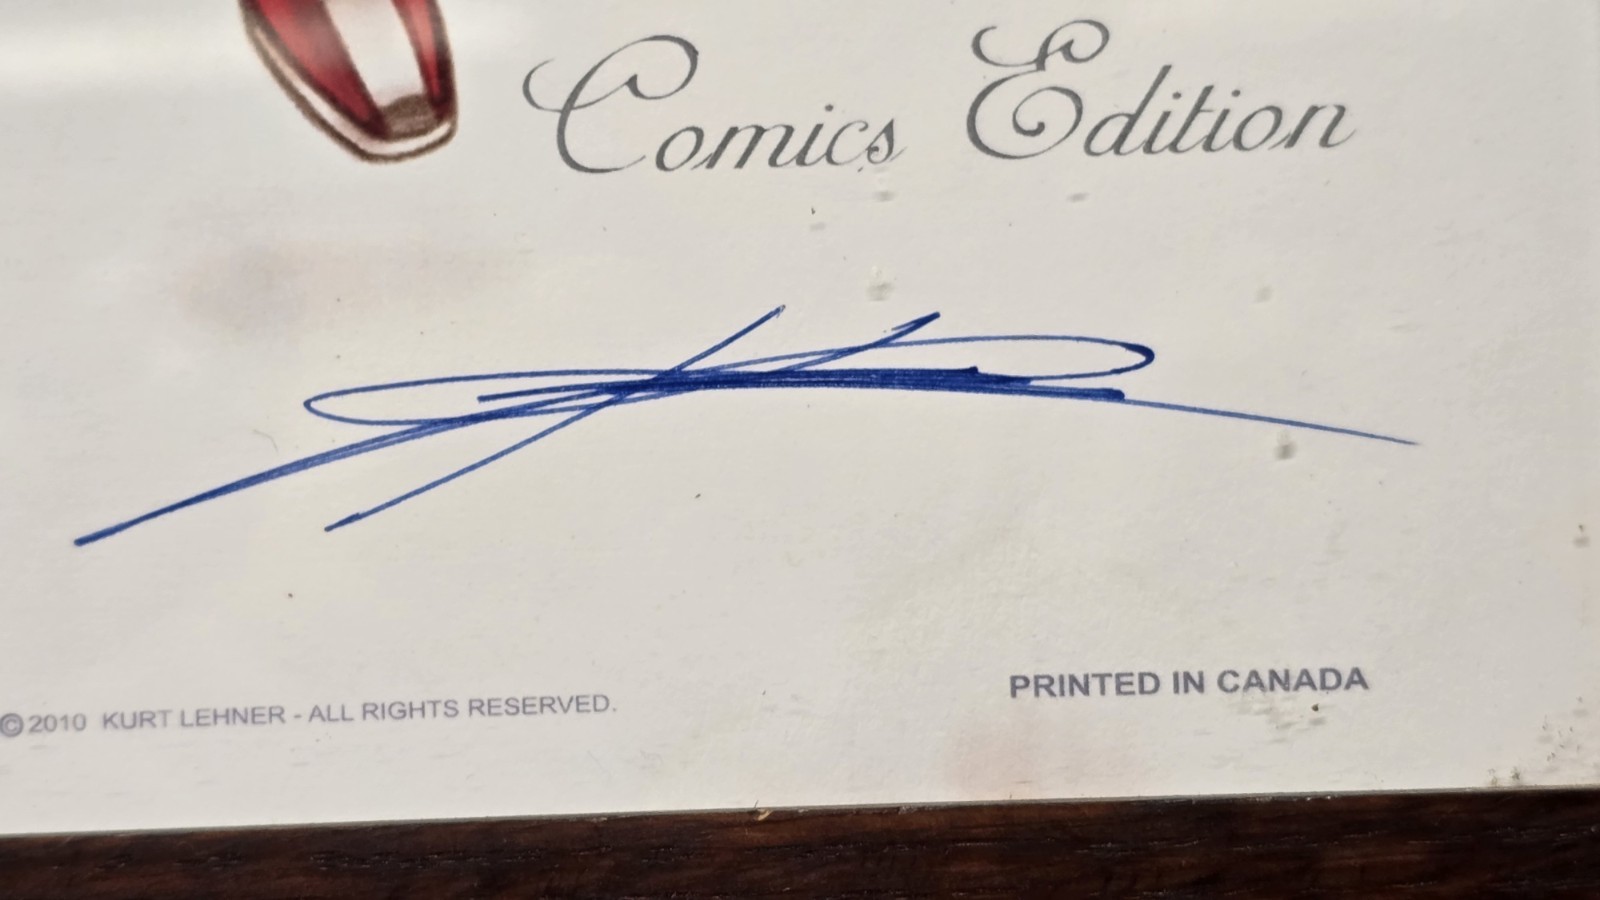 Comics Edition
PRINTED IN CANADA
©2010 KURT LEHNER - ALL RIGHTS RESERVED.